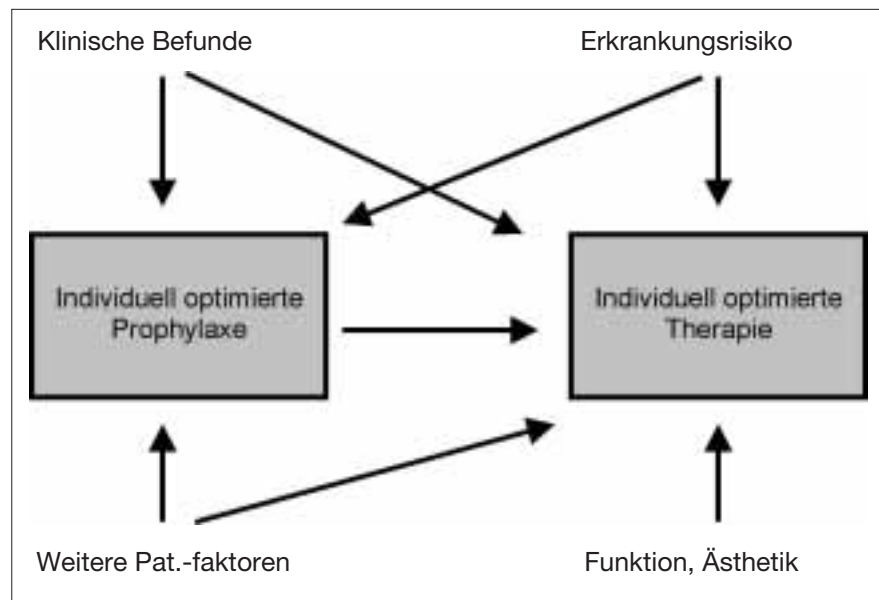 Klinische Befunde
Erkrankungsrisiko
Individuell optimierte
Prophylaxe
Individuell optimierte
Therapie
Weitere Pat.-faktoren
Funktion, Ästhetik